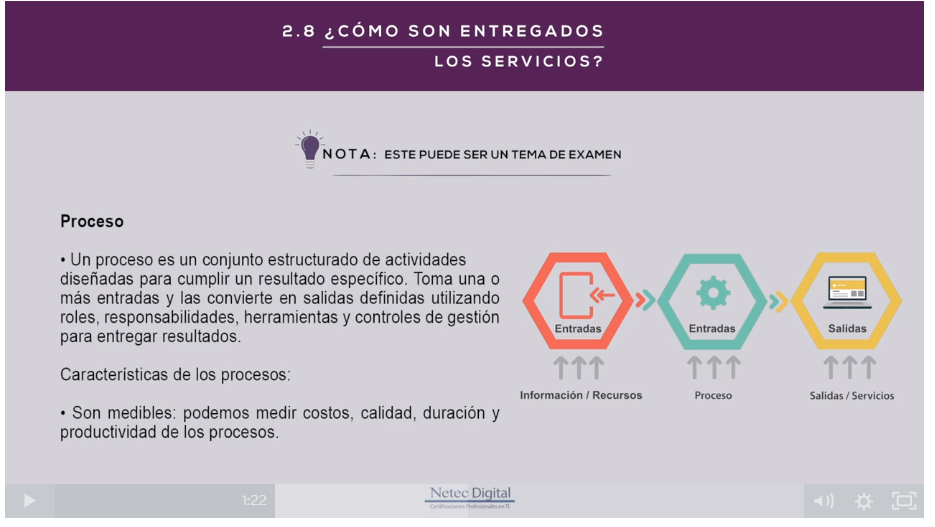 2.8 ¿CÓMO SON ENTREGADOS
LOS SERVICIOS?
NOTA: ESTE PUEDE SER UN TEMA DE EXAMEN
Proceso
• Un proceso es un conjunto estructurado de actividades
diseñadas para cumplir un resultado específico. Toma una o
más entradas y las convierte en salidas definidas utilizando
roles, responsabilidades, herramientas y controles de gestión
para entregar resultados.
Características de los procesos:
• Son medibles: podemos medir costos, calidad, duración y
productividad de los procesos.
Entradas
Entradas
Salidas
Información / Recursos
Proceso
Salidas / Servicios
1:22
Netec Digital
Certificaciones Profesionales en TI